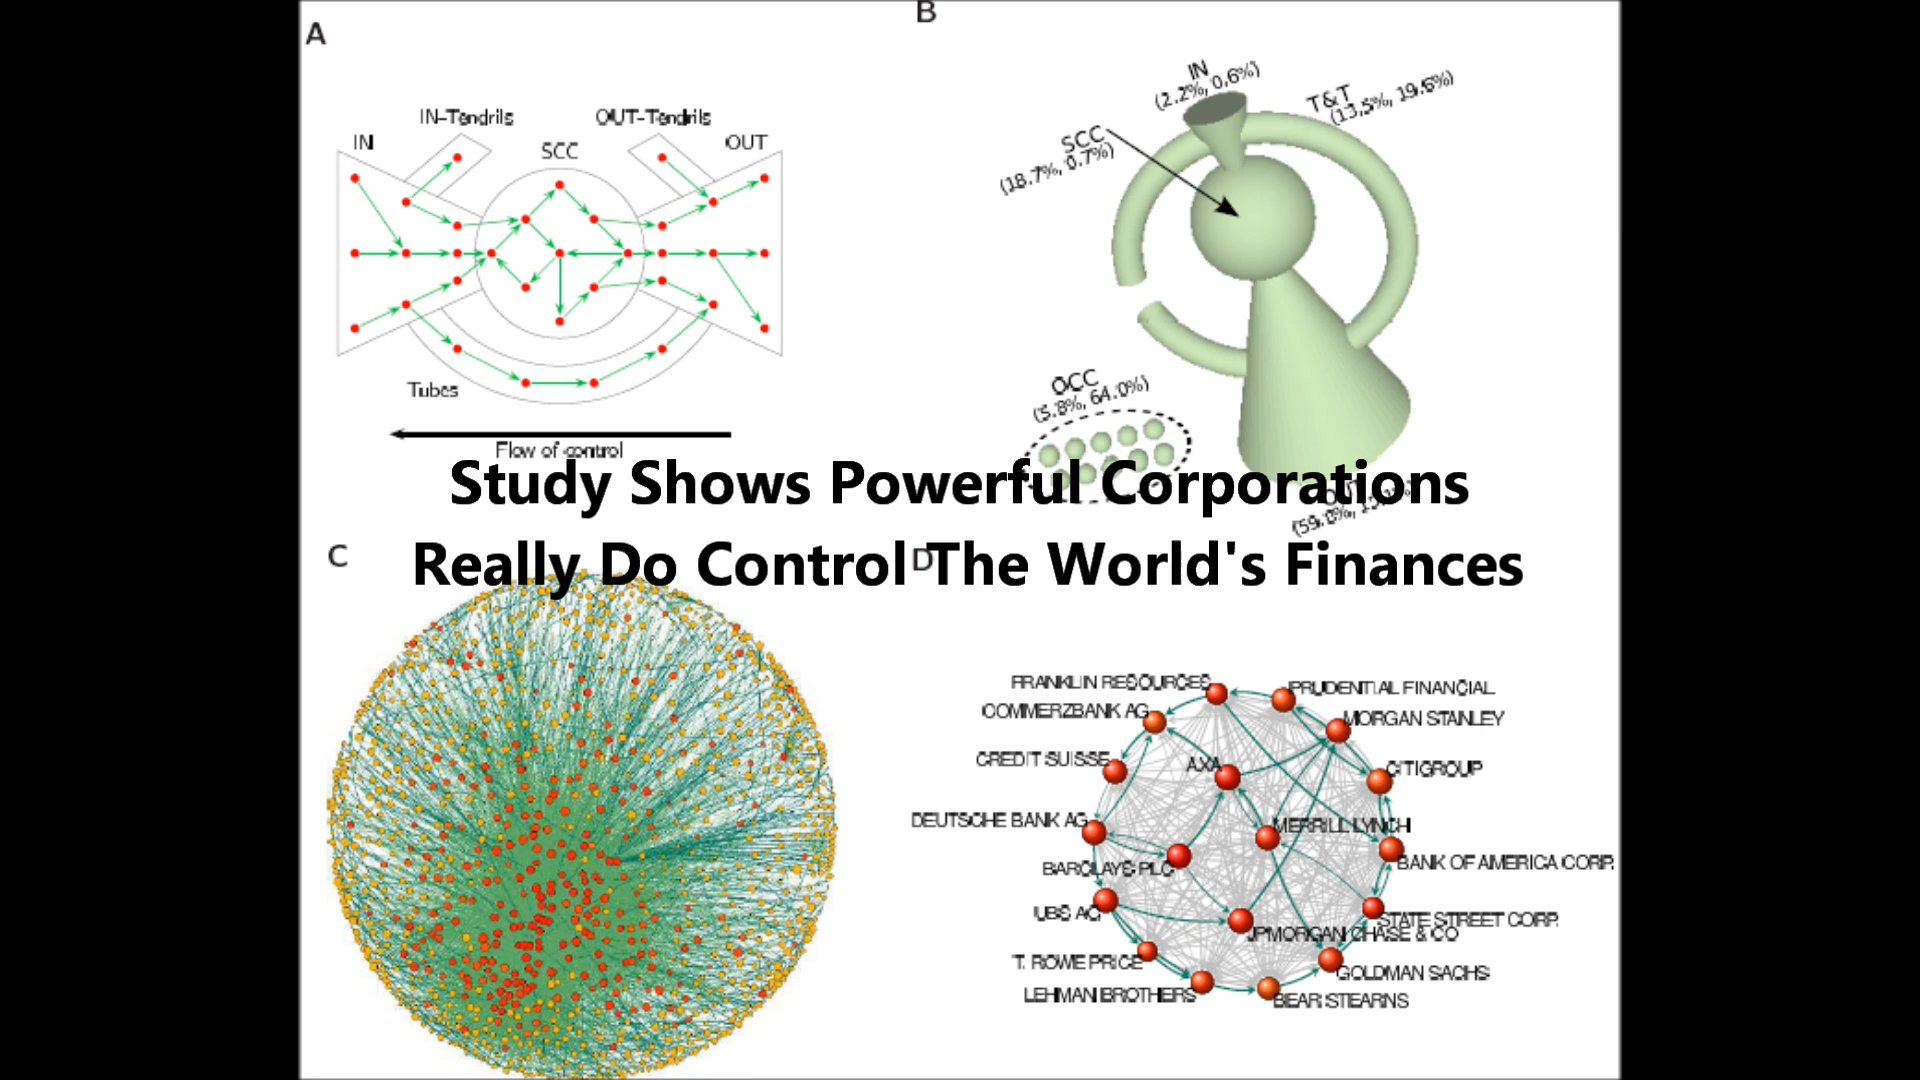 A
B
IN-Tendrils
OUT-Tendrils
IN
SCC
OUT
Tubes
Flow of control
IN
(2.2%, 0.6%)
T&T
(13.5%, 19.6%)
SCC
(18.7%, 0.7%)
OCC
(5.8%, 64.0%)
Study Shows Powerful Corporations
Really Do Control The World's Finances
C
D
FRANKLIN RESOURCES
PRUDENTIAL FINANCIAL
COMMERZBANK AG
MORGAN STANLEY
CREDIT SUISSE
AXA
CITIGROUP
DEUTSCHE BANK AG
MERRILL LYNCH
BARCLAYS PLC
BANK OF AMERICA CORP.
UBS AG
STATE STREET CORP.
JPMORGAN CHASE & CO
T. ROWE PRICE
GOLDMAN SACHS
LEHMAN BROTHERS
BEAR STEARNS